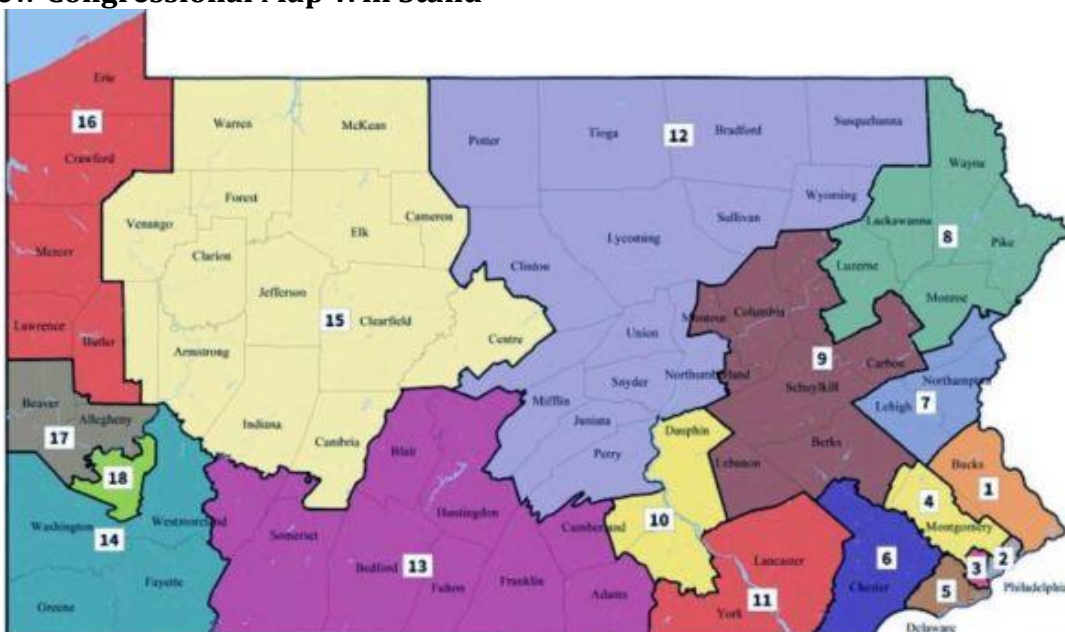 Congressional Map Will Stand
Erie
16
Crawford
Mercer
Lawrence
Butler
Warren
McKean
Forest
Venango
Clarion
Elk
Cameron
Jefferson
15
Clearfield
Centre
Armstrong
Indiana
Cambria
Potter
Tioga
12
Bradford
Susquehanna
Wyoming
Sullivan
Lycoming
Clinton
Union
Snyder
Northumberland
Mifflin
Juniata
Perry
Montour
Columbia
9
Carbon
Schuylkill
Berks
Lebanon
Wayne
Lackawanna
8
Pike
Luzerne
Monroe
Northampton
Lehigh
7
Bucks
1
4
Montgomery
2
3
Philadelphia
5
Delaware
6
Chester
Lancaster
11
York
Dauphin
10
Cumberland
Beaver
Allegheny
17
18
Washington
Westmoreland
14
Fayette
Greene
Blair
Huntingdon
Somerset
Bedford
13
Fulton
Franklin
Adams